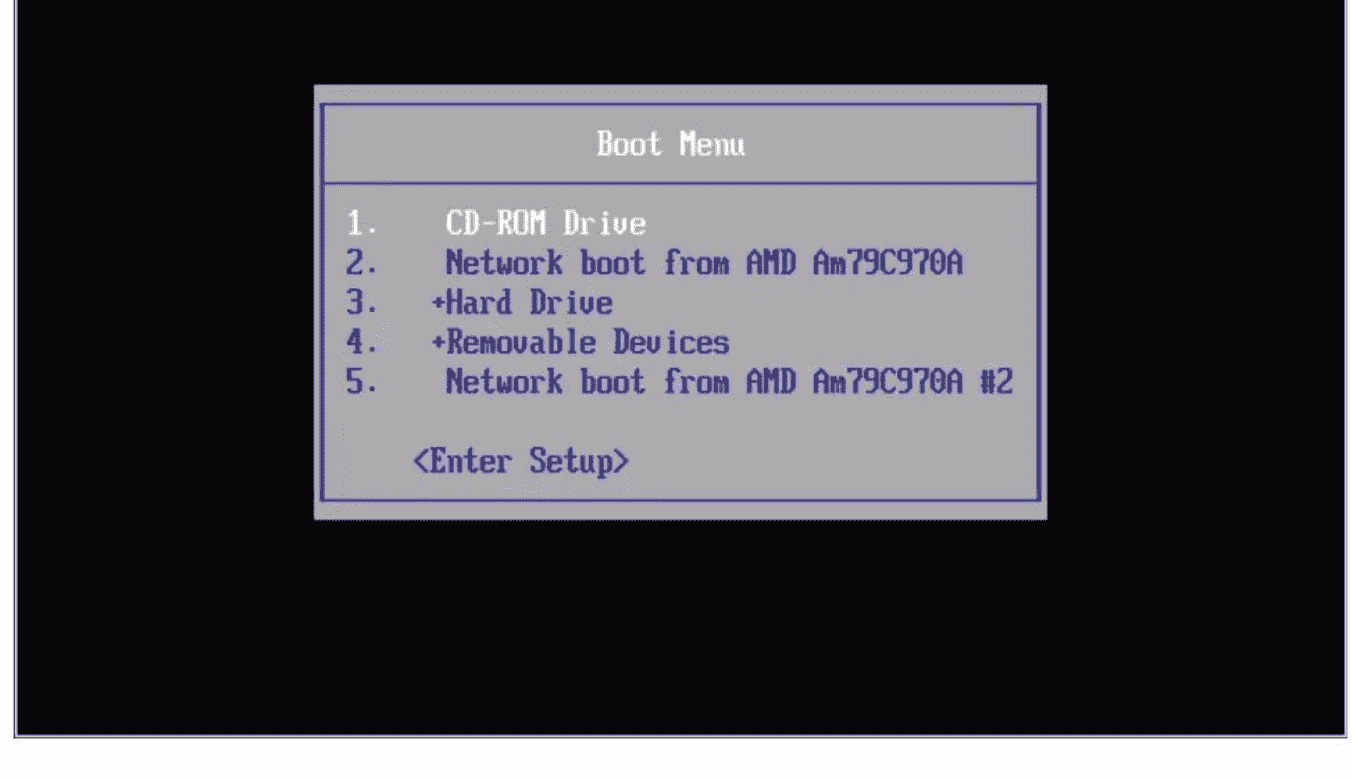 Boot Menu
1. CD-ROM Drive
2. Network boot from AMD Am79C970A
3. +Hard Drive
4. +Removable Devices
5. Network boot from AMD Am79C970A #2
<Enter Setup>